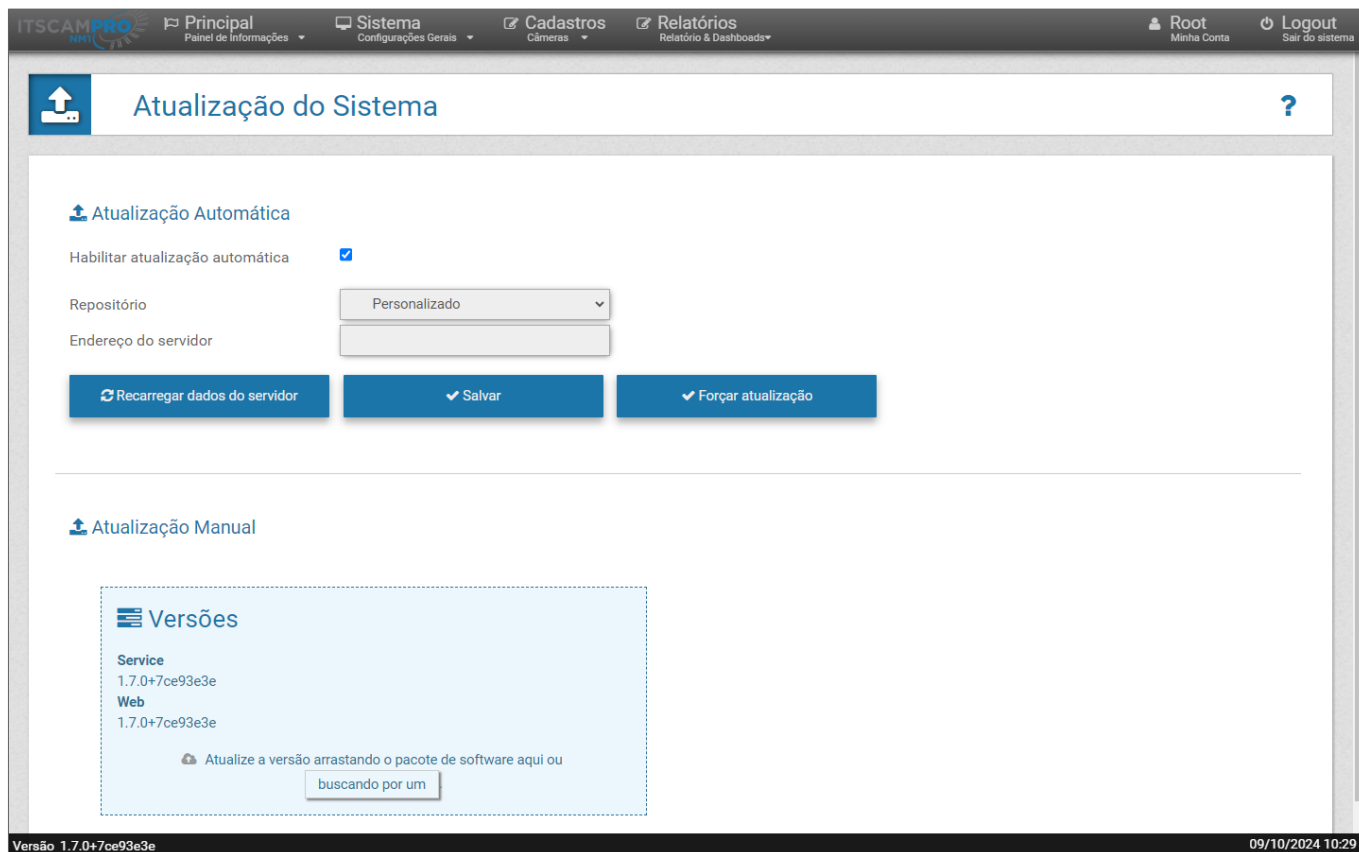 ITSCAMPRO
NMT
Principal
Painel de Informações
Sistema
Configurações Gerais
Cadastros
Câmeras
Relatórios
Relatório & Dashboads
Root
Minha Conta
Logout
Sair do sistema
Atualização do Sistema
?
Atualização Automática
Habilitar atualização automática
Repositório
Personalizado
Endereço do servidor
Recarregar dados do servidor
Salvar
Forçar atualização
Atualização Manual
Versões
Service
1.7.0+7ce93e3e
Web
1.7.0+7ce93e3e
Atualize a versão arrastando o pacote de software aqui ou
buscando por um.
Versão 1.7.0+7ce93e3e
09/10/2024 10:29